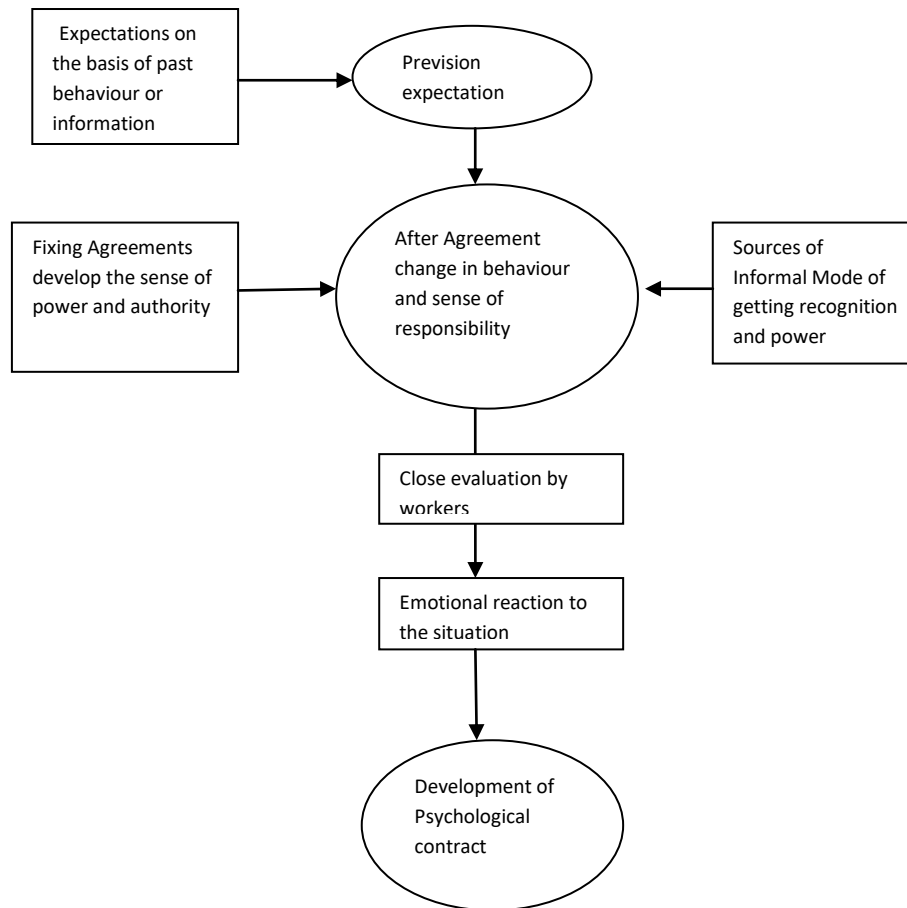 Expectations on
the basis of past
behaviour or
information
Prevision
expectation
Fixing Agreements
develop the sense of
power and authority
After Agreement
change in behaviour
and sense of
responsibility
Sources of
Informal Mode of
getting recognition
and power
Close evaluation by
workers
Emotional reaction to
the situation
Development of
Psychological
contract